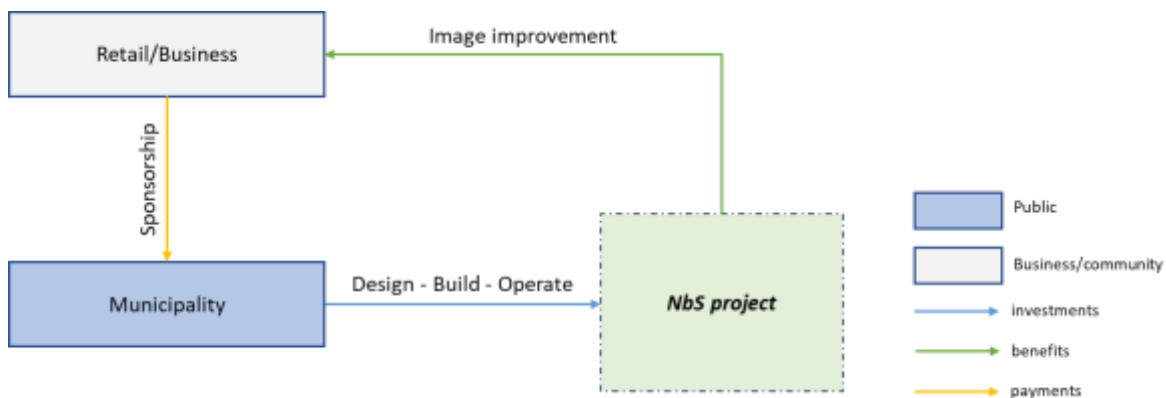 Image improvement
Retail/Business
Sponsorship
Public
Design - Build - Operate
Municipality
NbS project
Business/community
investments
benefits
payments